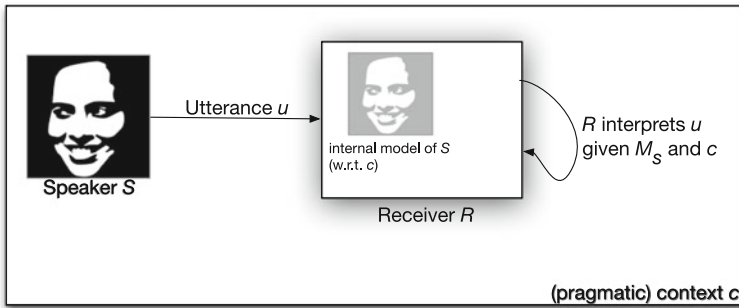 Utterance u
Speaker S
internal model of S
(w.r.t. c)
Receiver R
R interprets u
given M_S and c
(pragmatic) context c